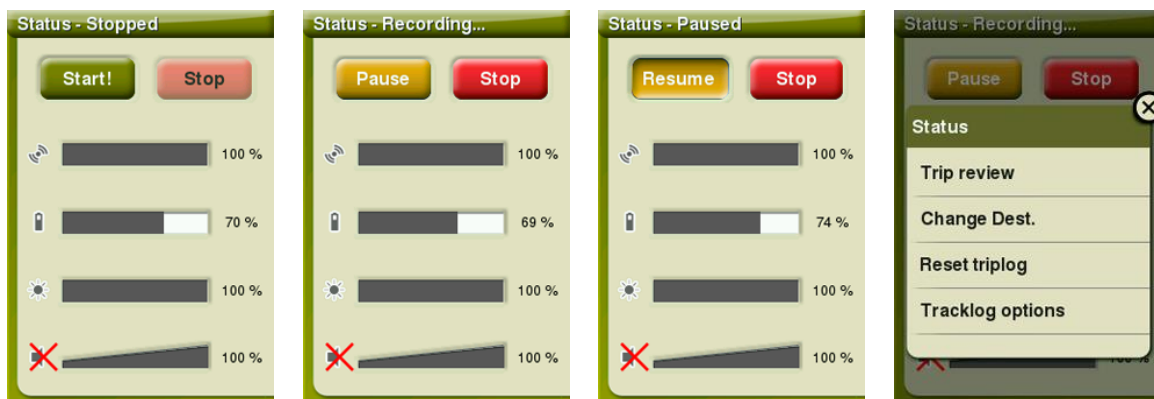 Status - Stopped
Start! Stop
100 %
70 %
100 %
100 %
Status - Recording...
Pause Stop
100 %
69 %
100 %
100 %
Status - Paused
Resume Stop
100 %
74 %
100 %
100 %
Status - Recording...
Pause Stop
Status
Trip review
Change Dest.
Reset triplog
Tracklog options